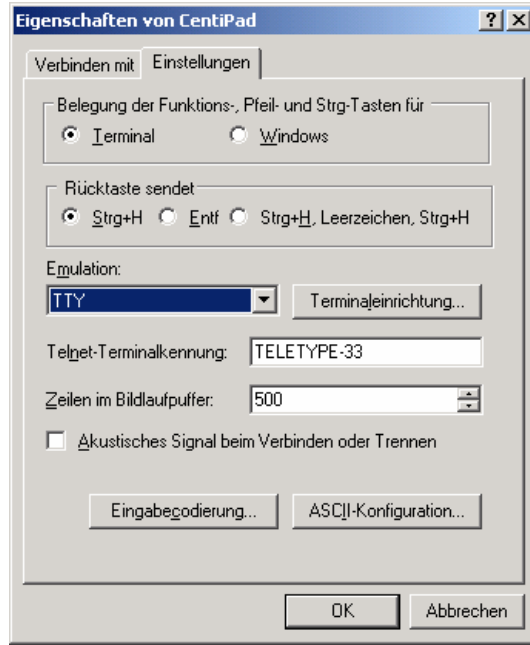 Eigenschaften von CentiPad
Verbinden mit Einstellungen
Belegung der Funktions-, Pfeil- und Strg-Tasten für
Terminal Windows
Rücktaste sendet
Strg+H Entf Strg+H, Leerzeichen, Strg+H
Emulation:
TTY Terminaleinrichtung...
Telnet-Terminalkennung: TELETYPE-33
Zeilen im Bildlaufpuffer: 500
Akustisches Signal beim Verbinden oder Trennen
Eingabecodierung... ASCII-Konfiguration...
OK Abbrechen